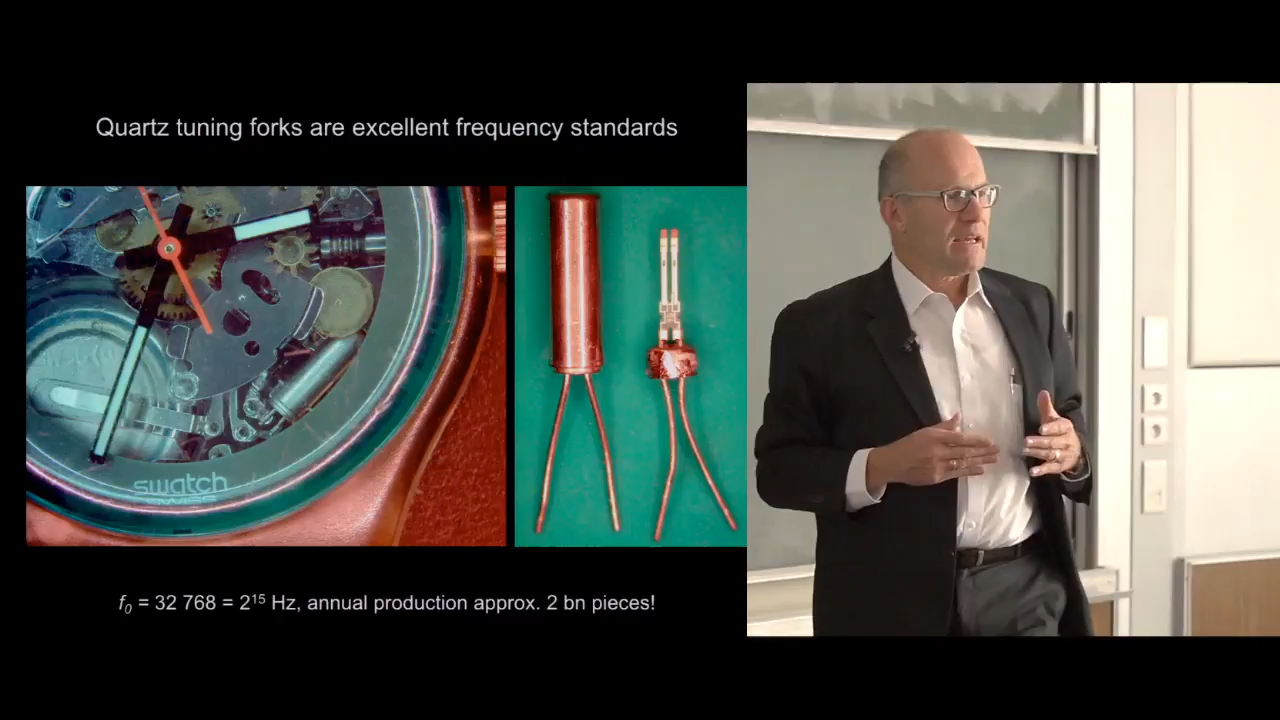 Quartz tuning forks are excellent frequency standards
swatch
SWISS
f₀ = 32 768 = 2¹⁵ Hz, annual production approx. 2 bn pieces!